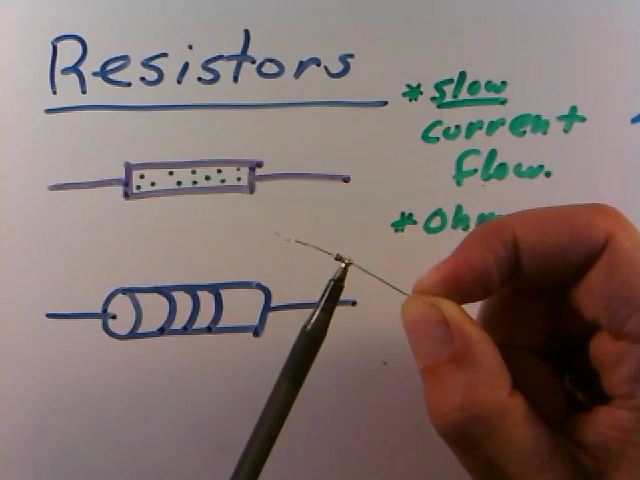 Resistors
* slow
current
flow.
*